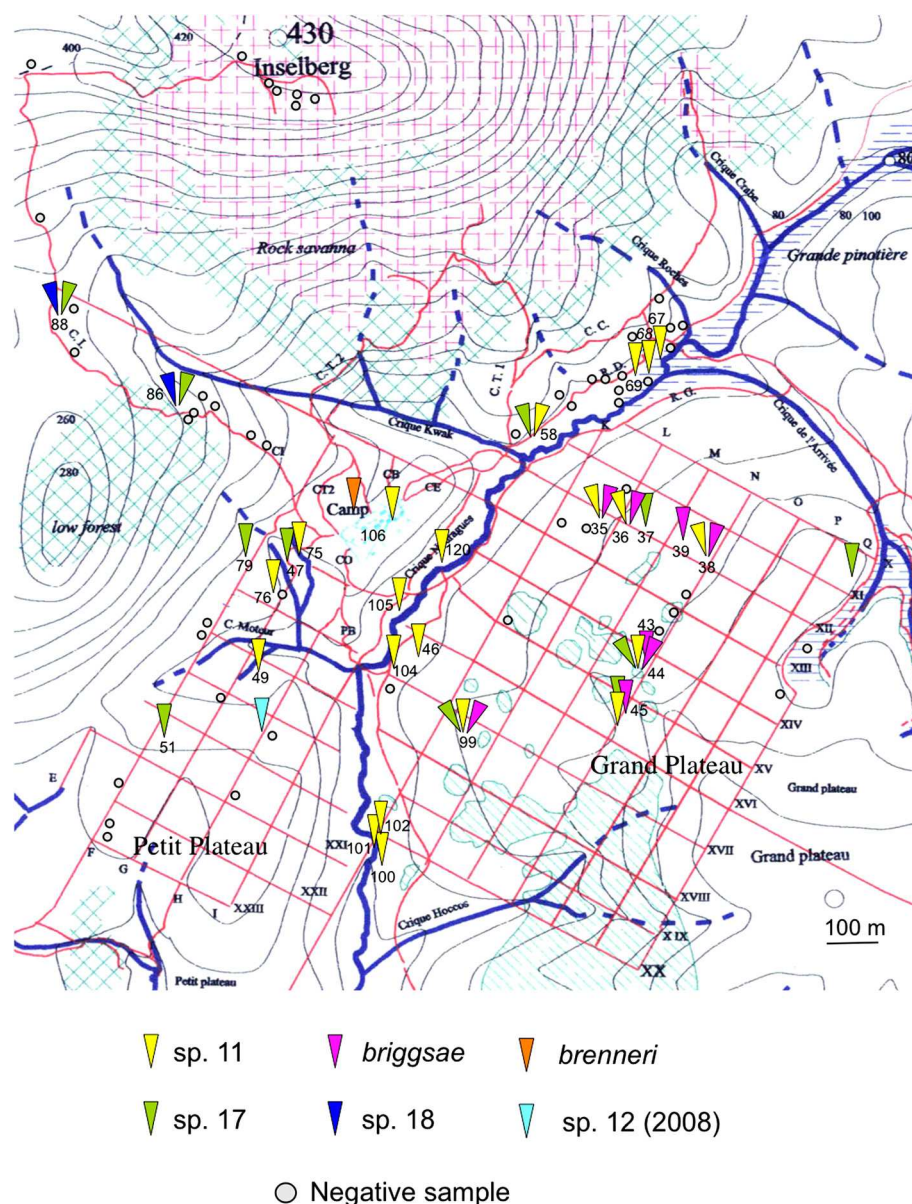 430
Inselberg
400
420
Crique Crabe
80
80
100
80
Rock savanna
Crique Roches
Grande pinotière
88
C. I.
C. T. 2
C. T. 1
C. C.
67
68
R. D.
69
R. G.
86
260
280
low forest
Crique Kwak
58
K
L
M
N
O
P
Q
X
Crique de l'Arrivée
CI
CT2
CB
CE
Camp
106
CO
Crique Nouragues
120
35
36
37
39
38
79
47
75
76
105
PB
C. Moteur
49
104
46
43
44
XI
XII
XIII
XIV
51
99
45
Grand Plateau
XV
XVI
Grand plateau
E
F
G
H
I
Petit Plateau
XXI
XXII
XXIII
102
101
100
XVII
Grand plateau
XVIII
XIX
XX
Crique Hoccos
Petit plateau
100 m
sp. 11
briggsae
brenneri
sp. 17
sp. 18
sp. 12 (2008)
Negative sample